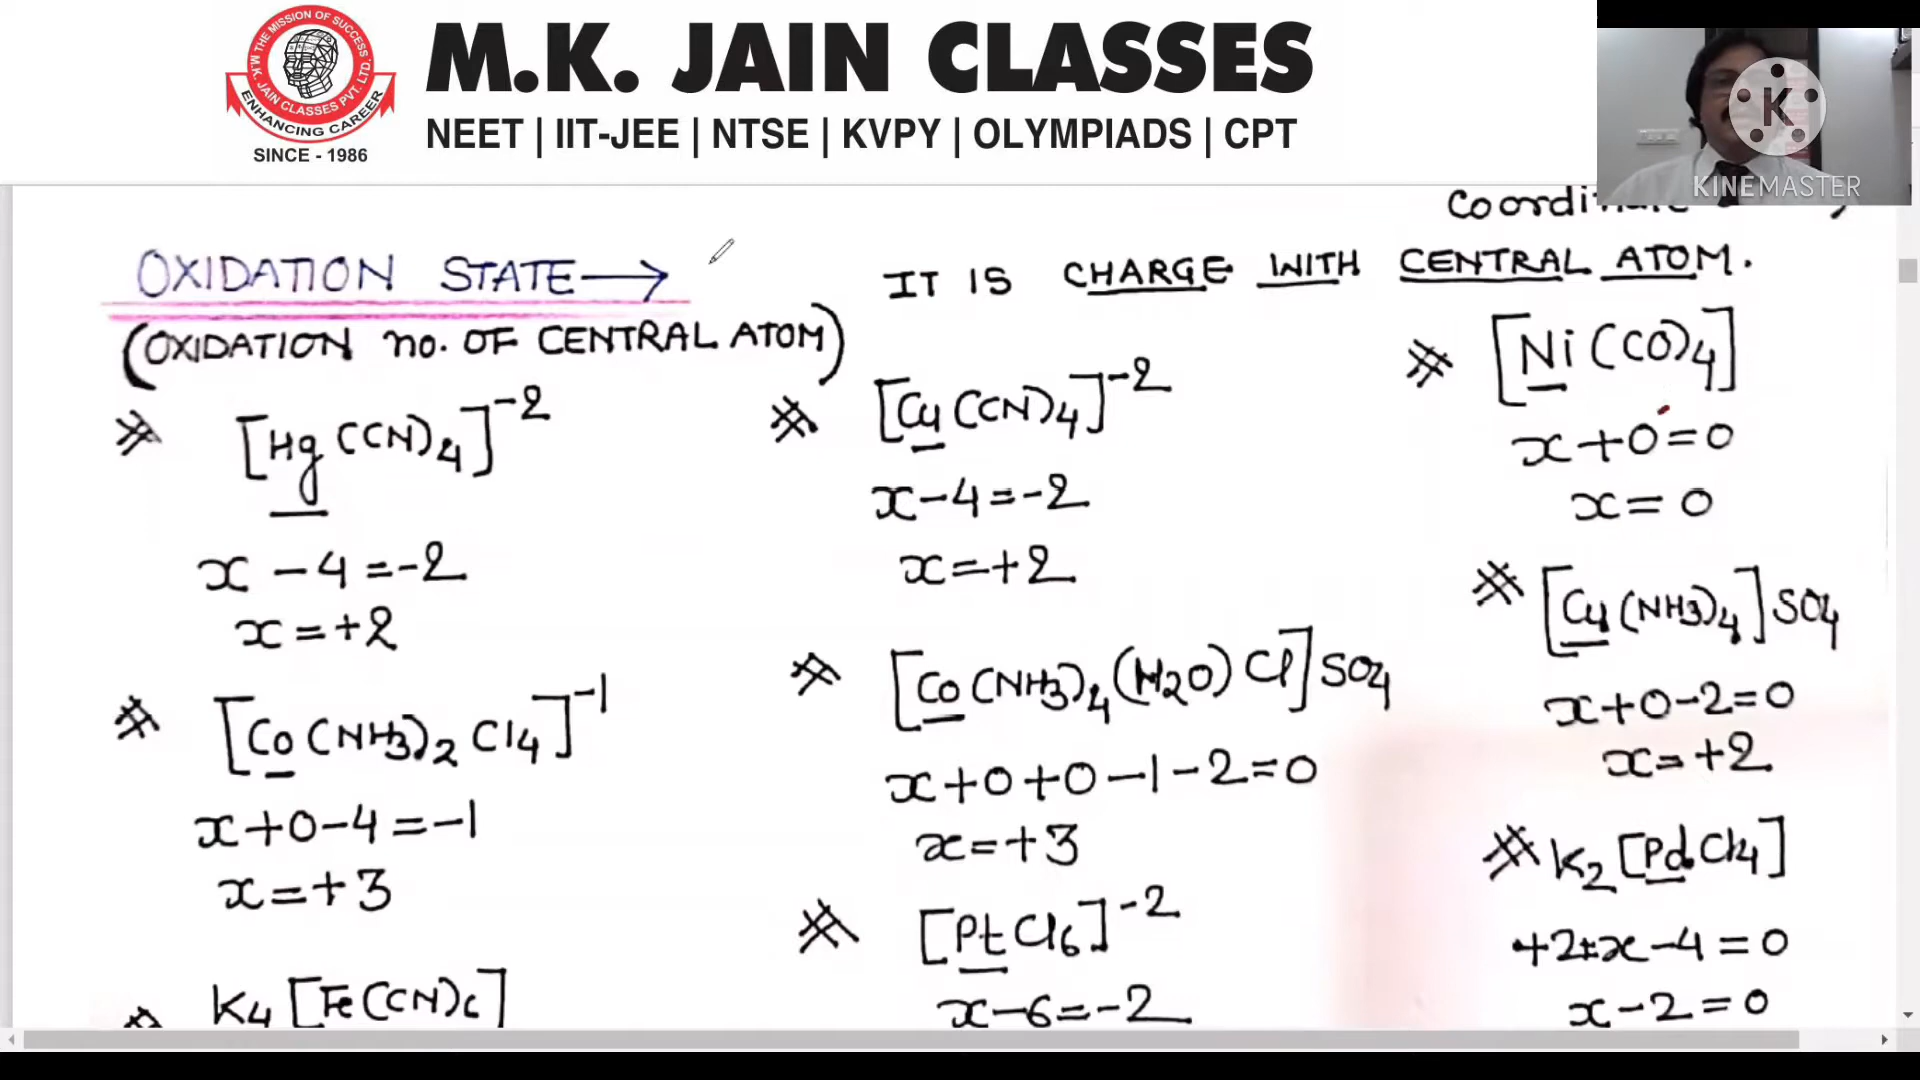 THE MISSION OF SUCCESS
M.K. JAIN CLASSES PVT. LTD.
ENHANCING CAREER
SINCE - 1986
M.K. JAIN CLASSES
NEET | IIT-JEE | NTSE | KVPY | OLYMPIADS | CPT
K
KINEMASTER
OXIDATION STATE → IT IS CHARGE WITH CENTRAL ATOM.
(OXIDATION no. OF CENTRAL ATOM)
[Hg(CN)4]^-2
x - 4 = -2
x = +2
[Co(NH3)2 Cl4]^-1
x + 0 - 4 = -1
x = +3
K4 [Fe(CN)6]
[Cu(CN)4]^-2
x - 4 = -2
x = +2
[Co(NH3)4(H2O)Cl]SO4
x + 0 + 0 - 1 - 2 = 0
x = +3
[PtCl6]^-2
x - 6 = -2
[Ni(CO)4]
x + 0 = 0
x = 0
[Cu(NH3)4]SO4
x + 0 - 2 = 0
x = +2
K2 [PdCl4]
+2+x - 4 = 0
x - 2 = 0